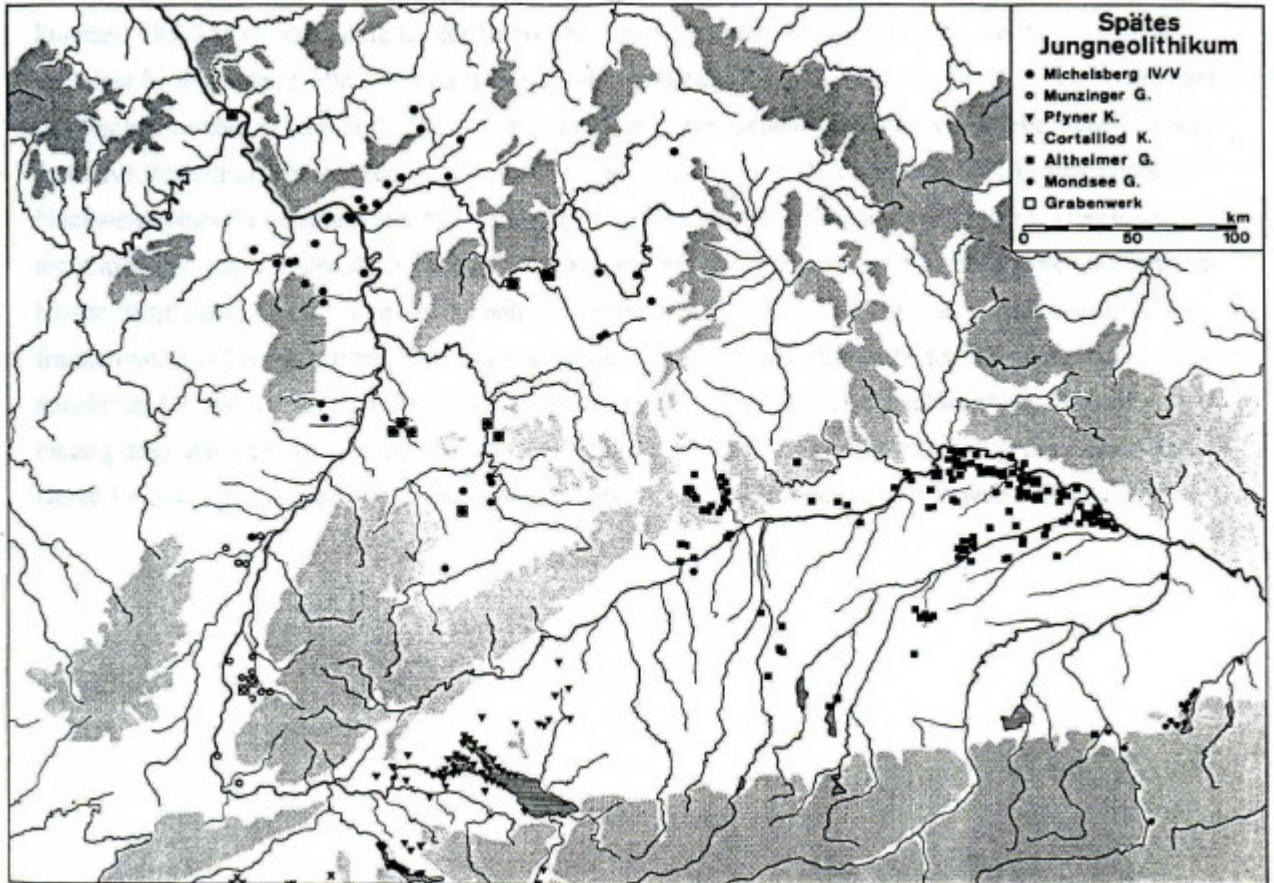 Spätes
Jungneolithikum
Michelsberg IV/V
Munzinger G.
Pfyner K.
Cortaillod K.
Altheimer G.
Mondsee G.
Grabenwerk
km
0 50 100